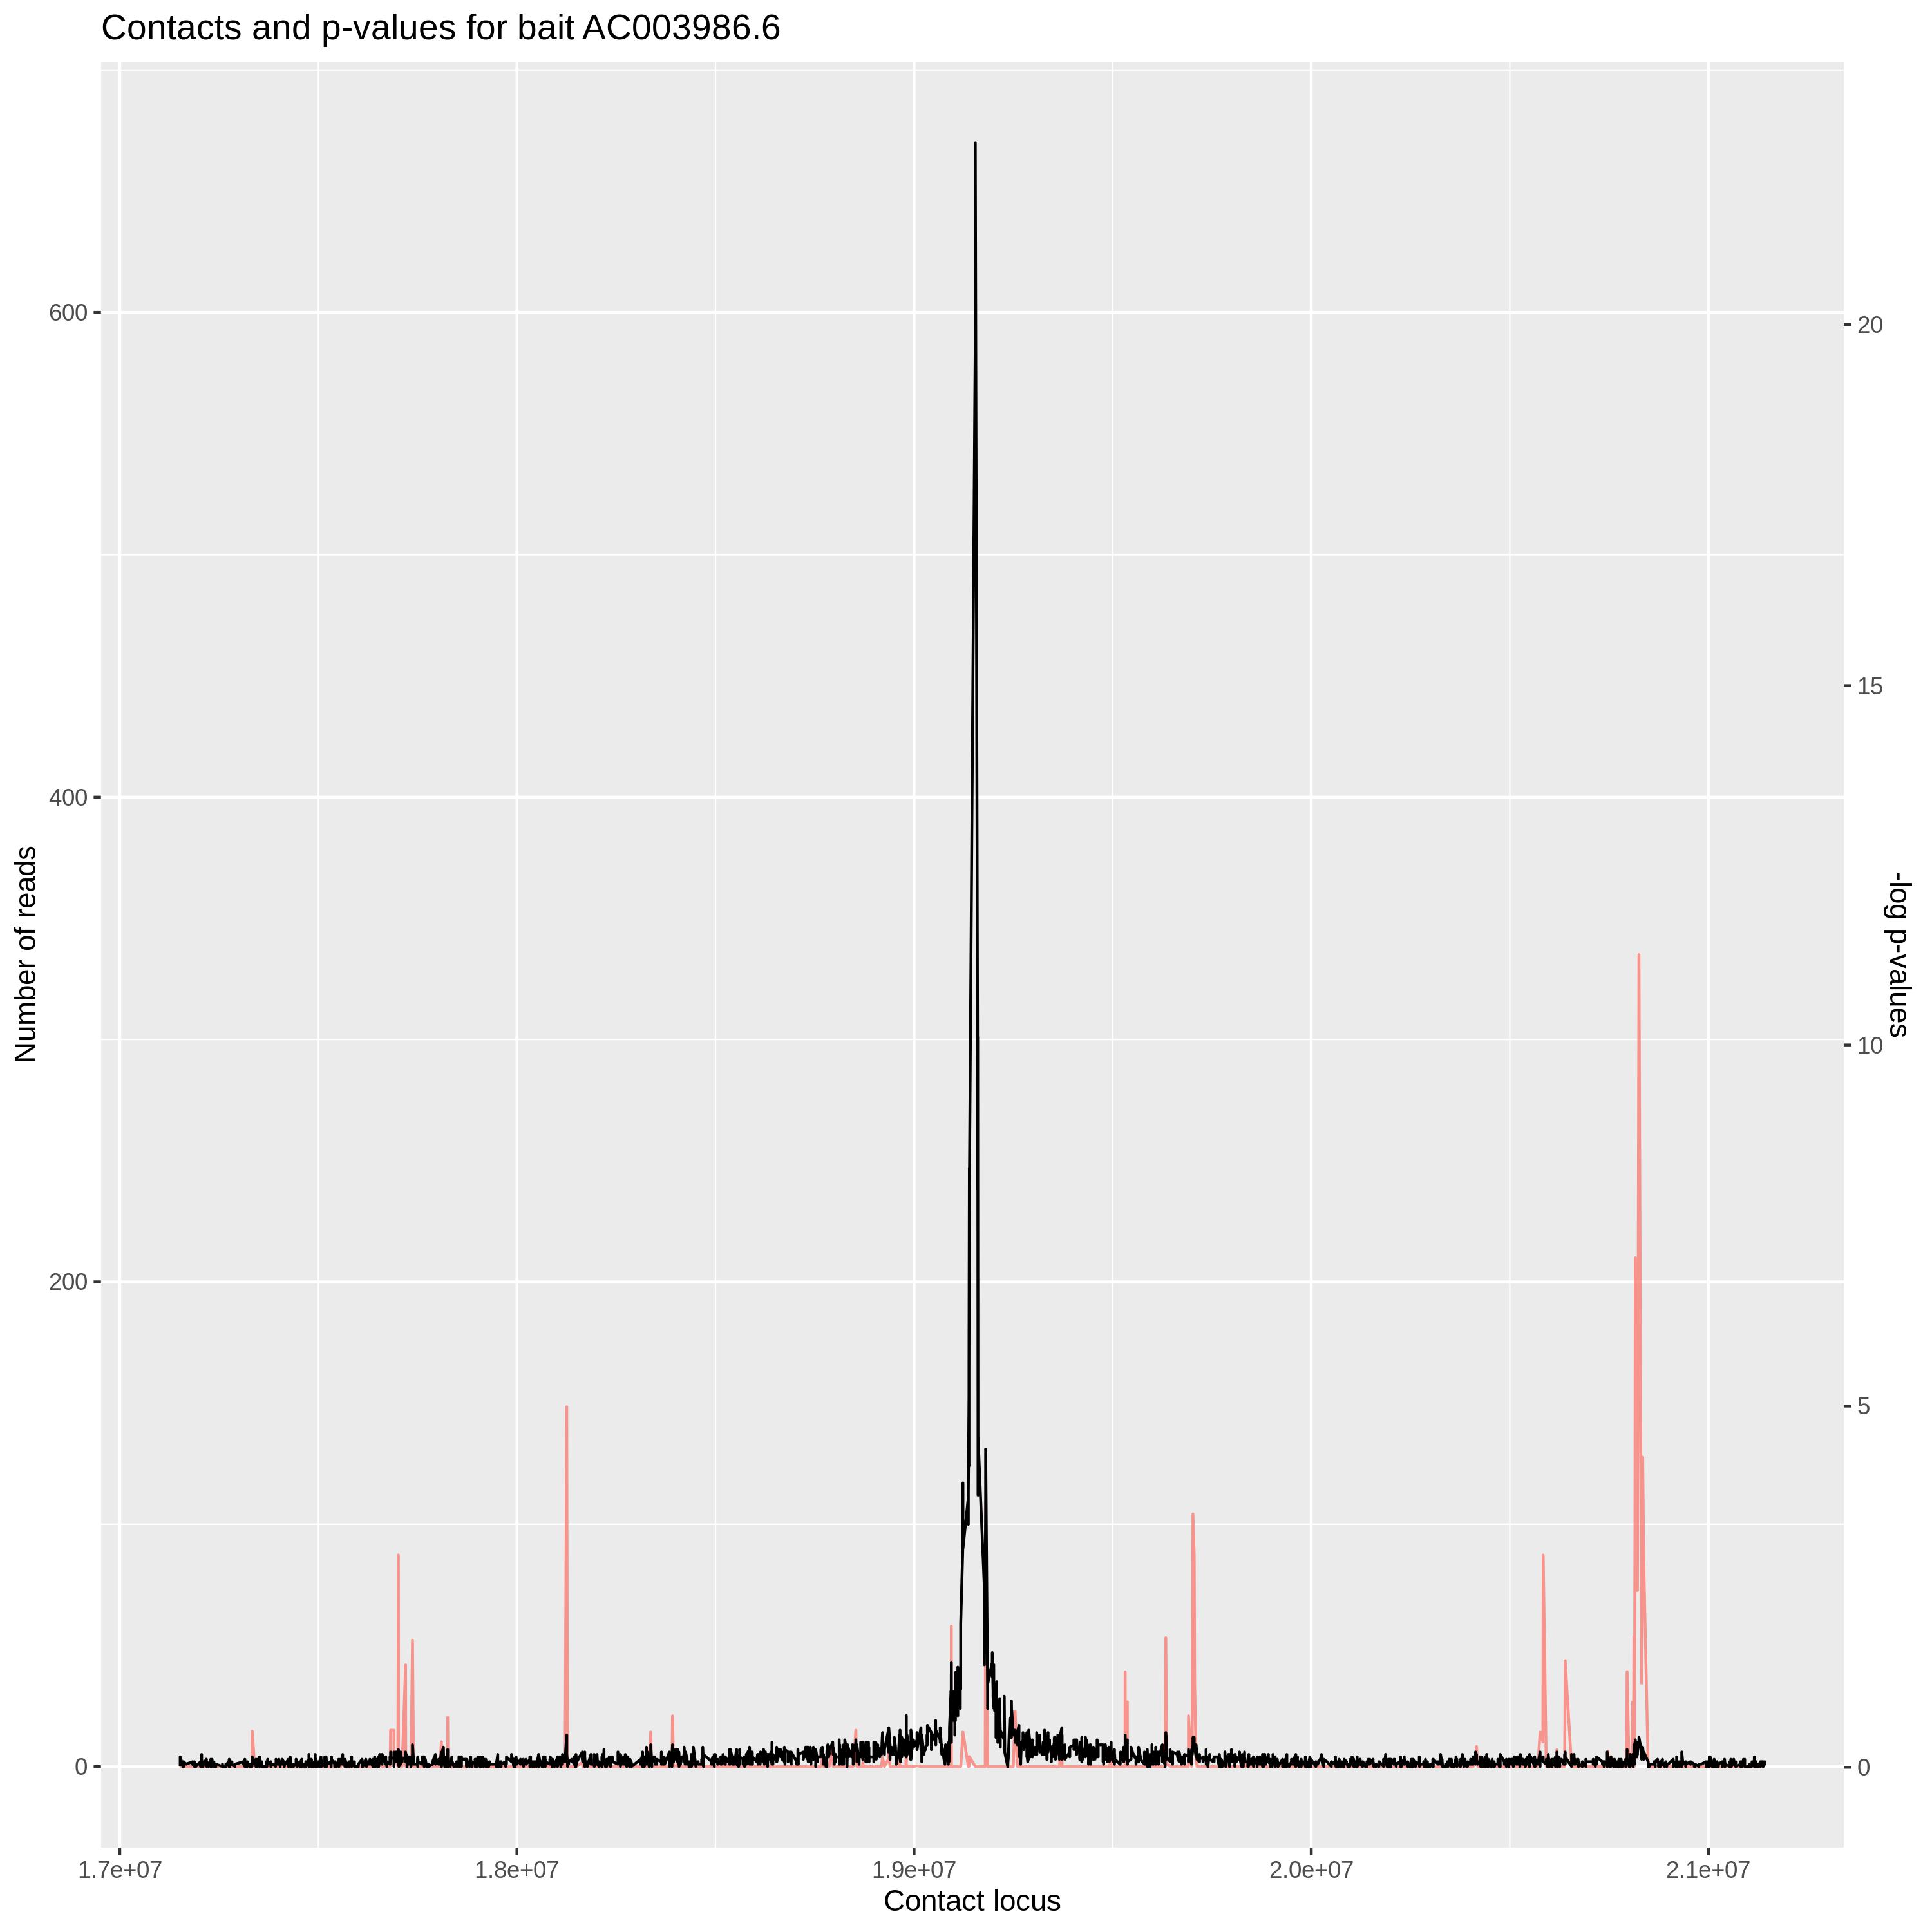 Contacts and p-values for bait AC003986.6
600
400
200
0
Number of reads
20
15
10
5
0
-log p-values
1.7e+07
1.8e+07
1.9e+07
2.0e+07
2.1e+07
Contact locus